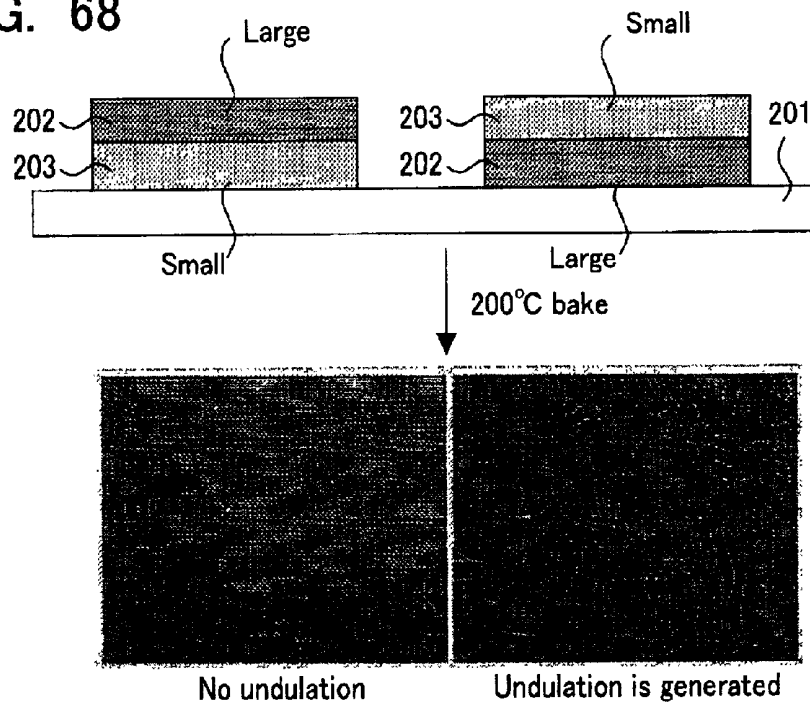 G. 68
Large
Small
202
203
203
202
201
Small
Large
200°C bake
No undulation
Undulation is generated